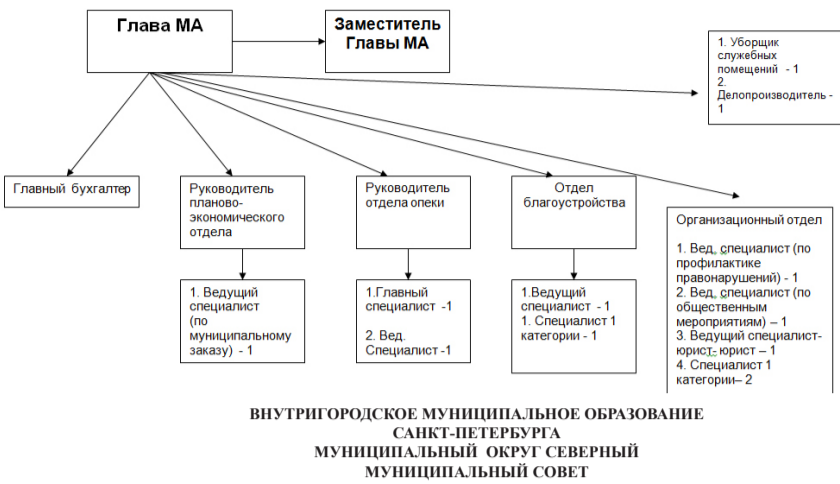 Глава МА
Заместитель
Главы МА
1. Уборщик
служебных
помещений - 1
2.
Делопроизводитель -
1
Главный бухгалтер
Руководитель
планово-
экономического
отдела
Руководитель
отдела опеки
Отдел
благоустройства
Организационный отдел
1. Вед. специалист (по
профилактике
правонарушений) - 1
2. Вед. специалист (по
общественным
мероприятиям) – 1
3. Ведущий специалист-
юрист- юрист – 1
4. Специалист 1
категории– 2
1. Ведущий
специалист
(по
муниципальному
заказу) - 1
1.Главный
специалист -1
2. Вед.
Специалист -1
1.Ведущий
специалист - 1
1. Специалист 1
категории - 1
ВНУТРИГОРОДСКОЕ МУНИЦИПАЛЬНОЕ ОБРАЗОВАНИЕ
САНКТ-ПЕТЕРБУРГА
МУНИЦИПАЛЬНЫЙ ОКРУГ СЕВЕРНЫЙ
МУНИЦИПАЛЬНЫЙ СОВЕТ